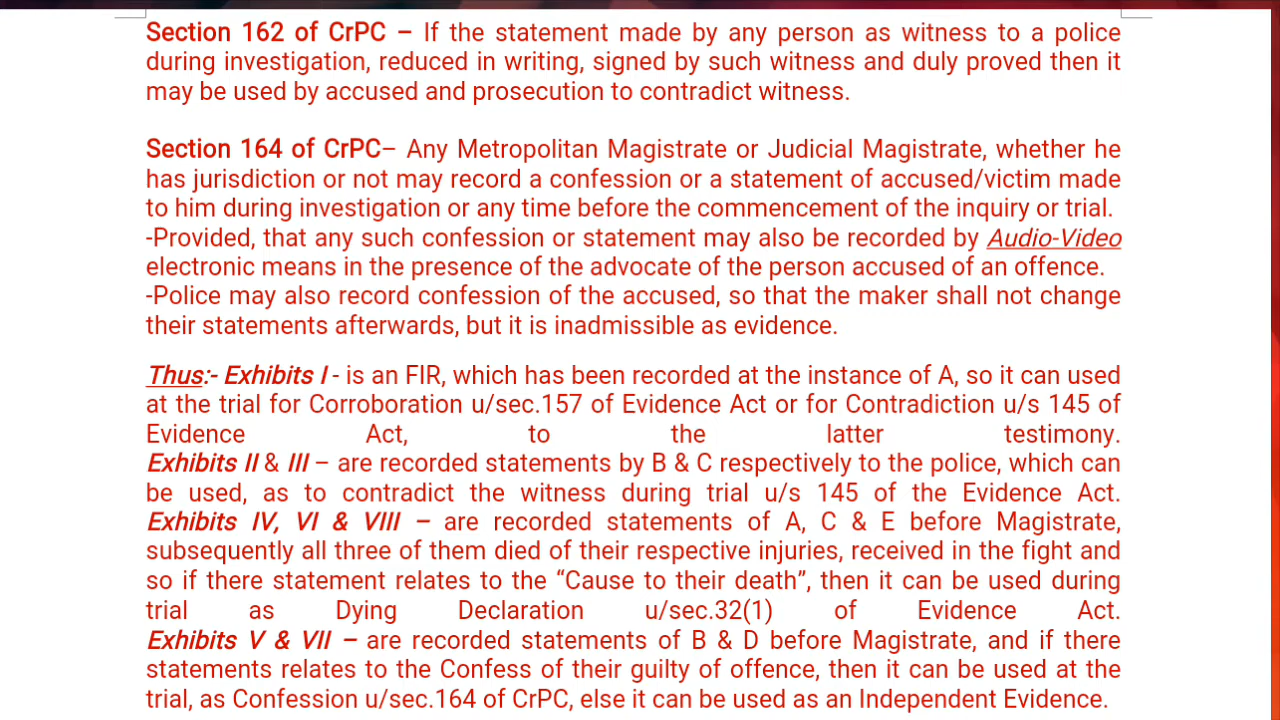 Section 162 of CrPC – If the statement made by any person as witness to a police
during investigation, reduced in writing, signed by such witness and duly proved then it
may be used by accused and prosecution to contradict witness.
Section 164 of CrPC– Any Metropolitan Magistrate or Judicial Magistrate, whether he
has jurisdiction or not may record a confession or a statement of accused/victim made
to him during investigation or any time before the commencement of the inquiry or trial.
-Provided, that any such confession or statement may also be recorded by Audio-Video
electronic means in the presence of the advocate of the person accused of an offence.
-Police may also record confession of the accused, so that the maker shall not change
their statements afterwards, but it is inadmissible as evidence.
Thus:- Exhibits I - is an FIR, which has been recorded at the instance of A, so it can used
at the trial for Corroboration u/sec.157 of Evidence Act or for Contradiction u/s 145 of
Evidence Act, to the latter testimony.
Exhibits II & III – are recorded statements by B & C respectively to the police, which can
be used, as to contradict the witness during trial u/s 145 of the Evidence Act.
Exhibits IV, VI & VIII – are recorded statements of A, C & E before Magistrate,
subsequently all three of them died of their respective injuries, received in the fight and
so if there statement relates to the “Cause to their death”, then it can be used during
trial as Dying Declaration u/sec.32(1) of Evidence Act.
Exhibits V & VII – are recorded statements of B & D before Magistrate, and if there
statements relates to the Confess of their guilty of offence, then it can be used at the
trial, as Confession u/sec.164 of CrPC, else it can be used as an Independent Evidence.